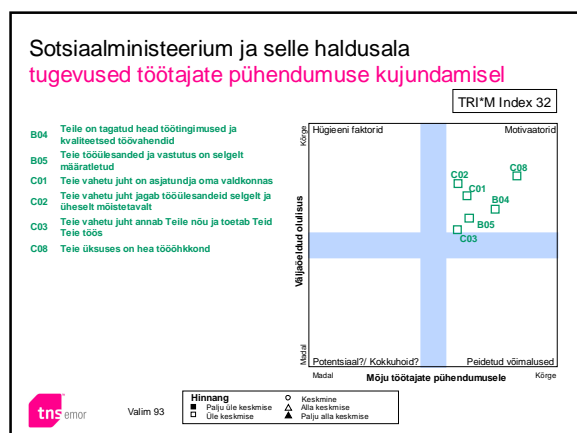 Sotsiaalministeerium ja selle haldusala
tugevused töötajate pühendumuse kujundamisel
TRI*M Index 32
B04 Teile on tagatud head töötingimused ja
kvaliteetsed töövahendid
B05 Teie tööülesanded ja vastutus on selgelt
määratletud
C01 Teie vahetu juht on asjatundja oma valdkonnas
C02 Teie vahetu juht jagab tööülesandeid selgelt ja
üheselt mõistetavalt
C03 Teie vahetu juht annab Teile nõu ja toetab Teid
Teie töös
C08 Teie üksuses on hea tööõhkkond
Kõrge
Hügieeni faktorid
Motivaatorid
C08
C02
C01
B04
B05
C03
Väljaöeldud olulisus
Madal
Potentsiaal?/ Kokkuhoid?
Peidetud võimalused
Madal
Mõju töötajate pühendumusele
Kõrge
tns emor
Valim 93
Hinnang
Palju üle keskmise
Üle keskmise
Keskmine
Alla keskmise
Palju alla keskmise